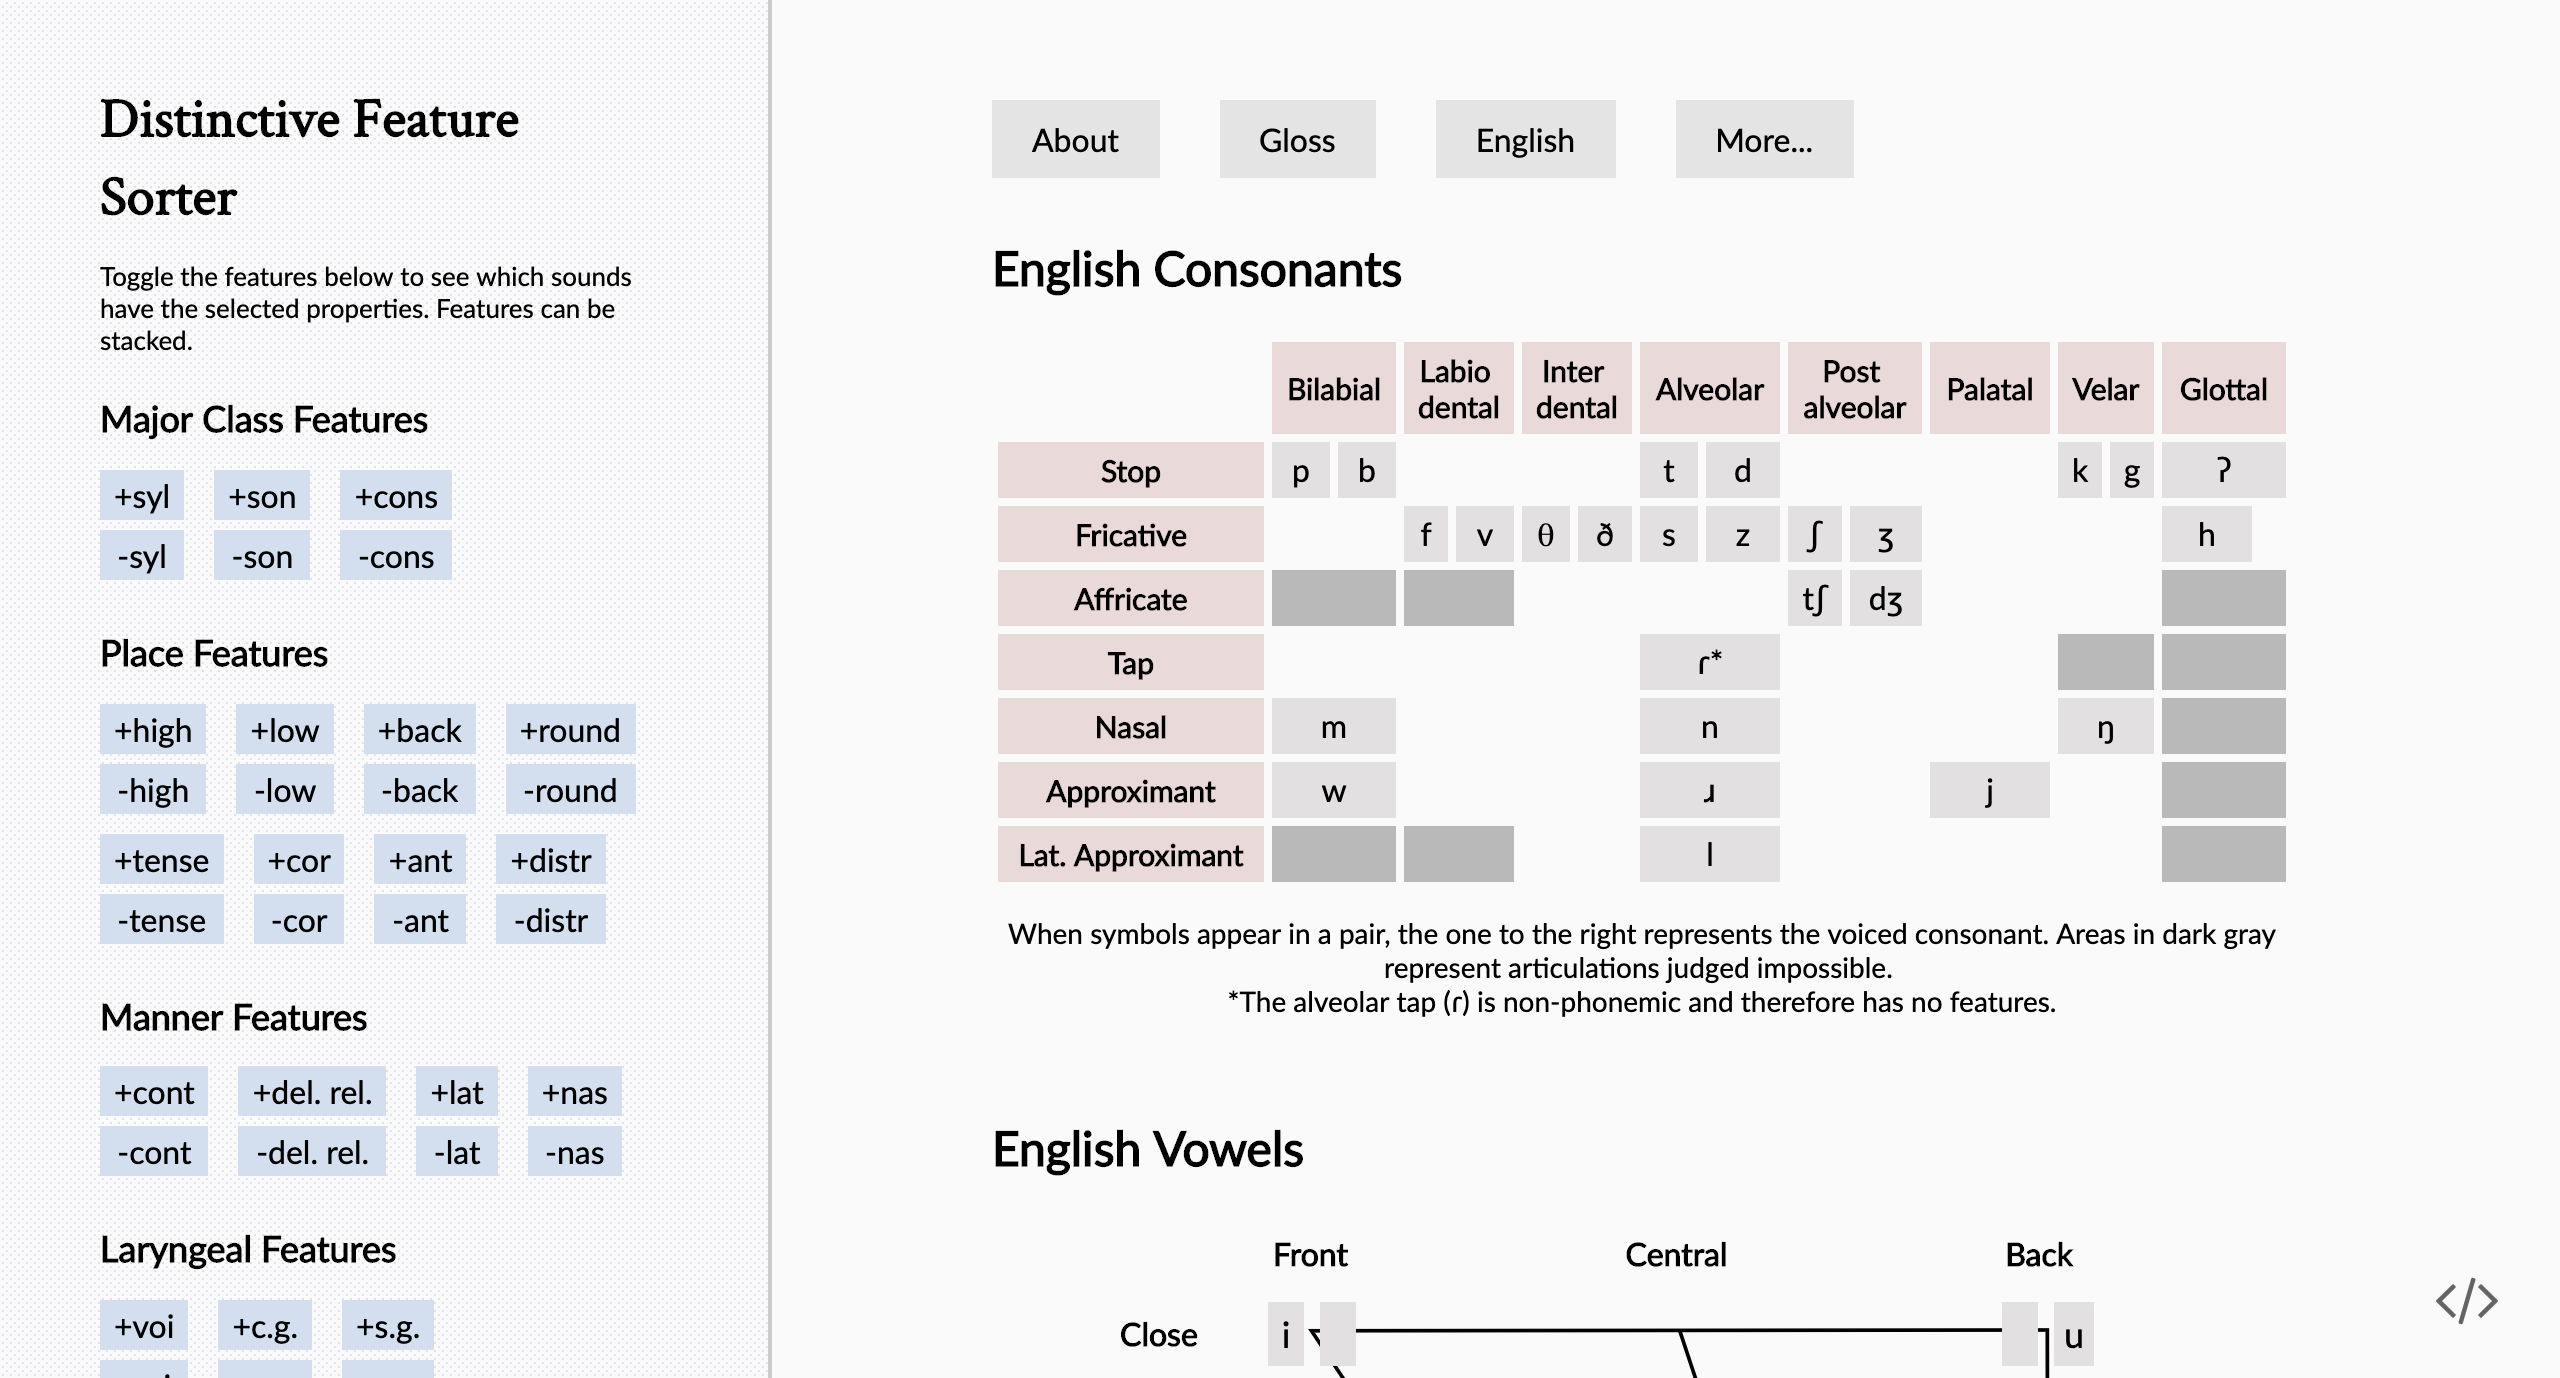 Distinctive Feature
Sorter
Toggle the features below to see which sounds
have the selected properties. Features can be
stacked.
Major Class Features
+syl +son +cons
-syl -son -cons
Place Features
+high +low +back +round
-high -low -back -round
+tense +cor +ant +distr
-tense -cor -ant -distr
Manner Features
+cont +del. rel. +lat +nas
-cont -del. rel. -lat -nas
Laryngeal Features
+voi +c.g. +s.g.
About Gloss English More...
English Consonants
Bilabial Labio dental Inter dental Alveolar Post alveolar Palatal Velar Glottal
Stop p b t d k g ʔ
Fricative f v θ ð s z ʃ ʒ h
Affricate tʃ dʒ
Tap ɾ*
Nasal m n ŋ
Approximant w ɹ j
Lat. Approximant l
When symbols appear in a pair, the one to the right represents the voiced consonant. Areas in dark gray
represent articulations judged impossible.
*The alveolar tap (ɾ) is non-phonemic and therefore has no features.
English Vowels
Front Central Back
Close i u